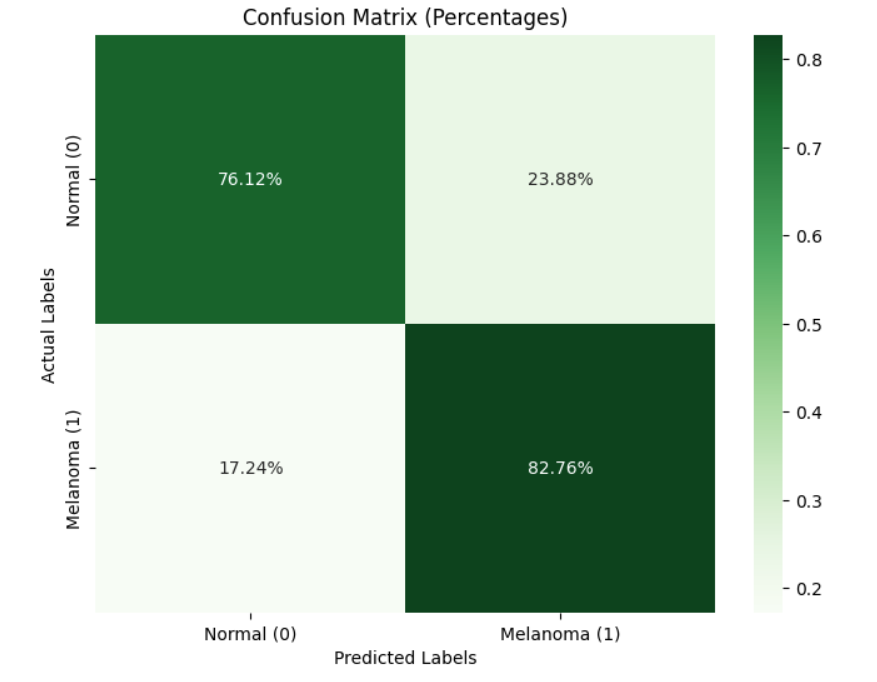 Confusion Matrix (Percentages)
Actual Labels
Normal (0)
Melanoma (1)
76.12%
23.88%
17.24%
82.76%
Normal (0)
Melanoma (1)
Predicted Labels
0.8
0.7
0.6
0.5
0.4
0.3
0.2